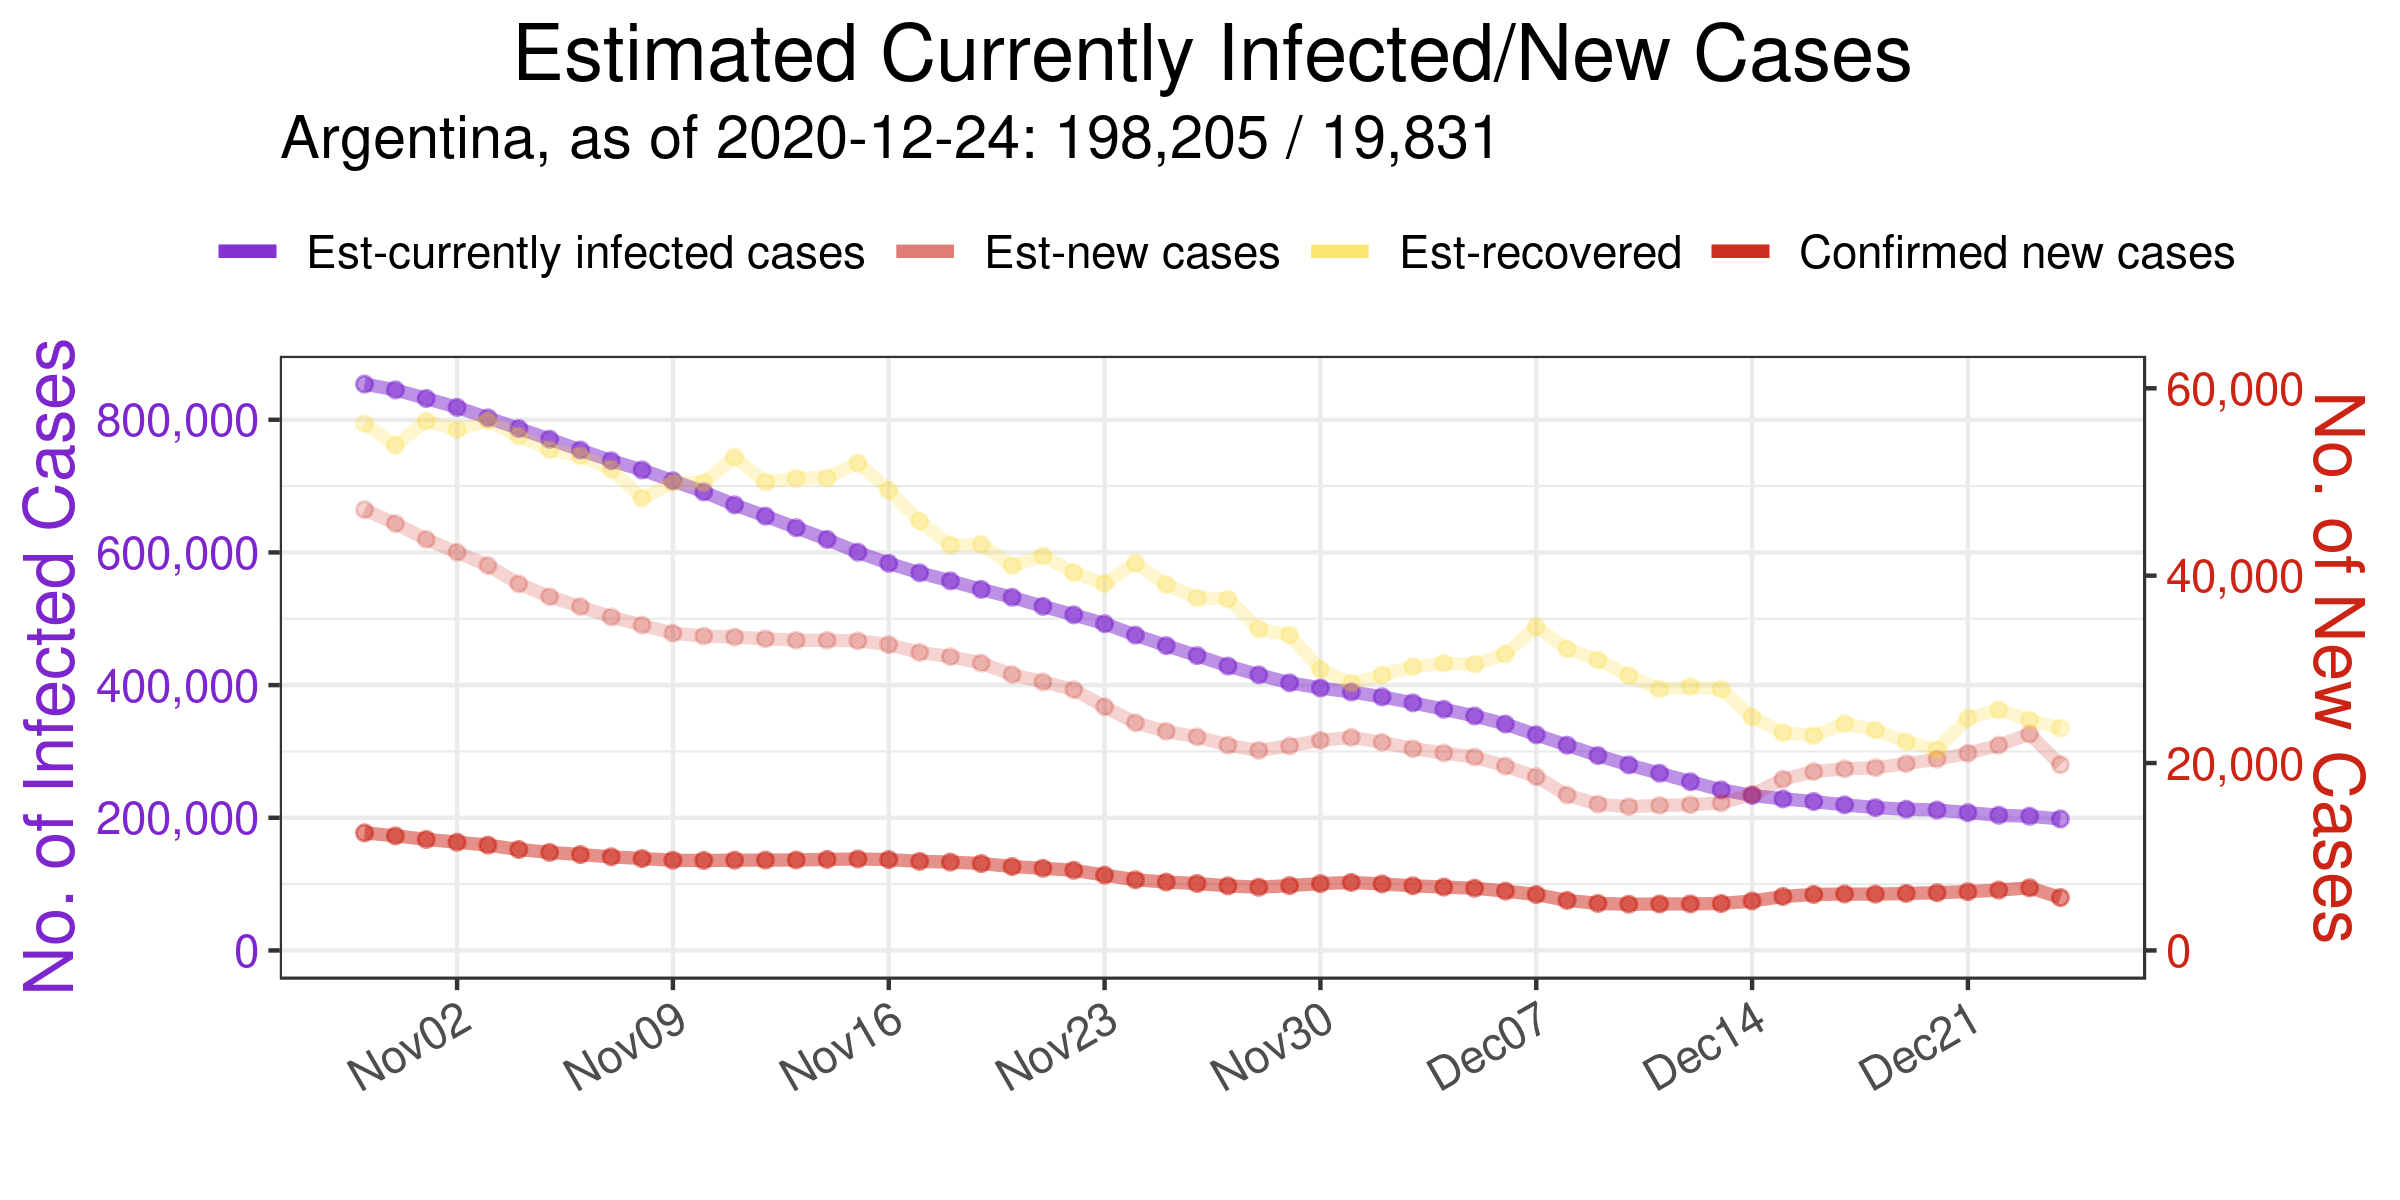 Estimated Currently Infected/New Cases
Argentina, as of 2020-12-24: 198,205 / 19,831
Est-currently infected cases Est-new cases Est-recovered Confirmed new cases
No. of Infected Cases
800,000
600,000
400,000
200,000
0
60,000
40,000
20,000
0
No. of New Cases
Nov02 Nov09 Nov16 Nov23 Nov30 Dec07 Dec14 Dec21